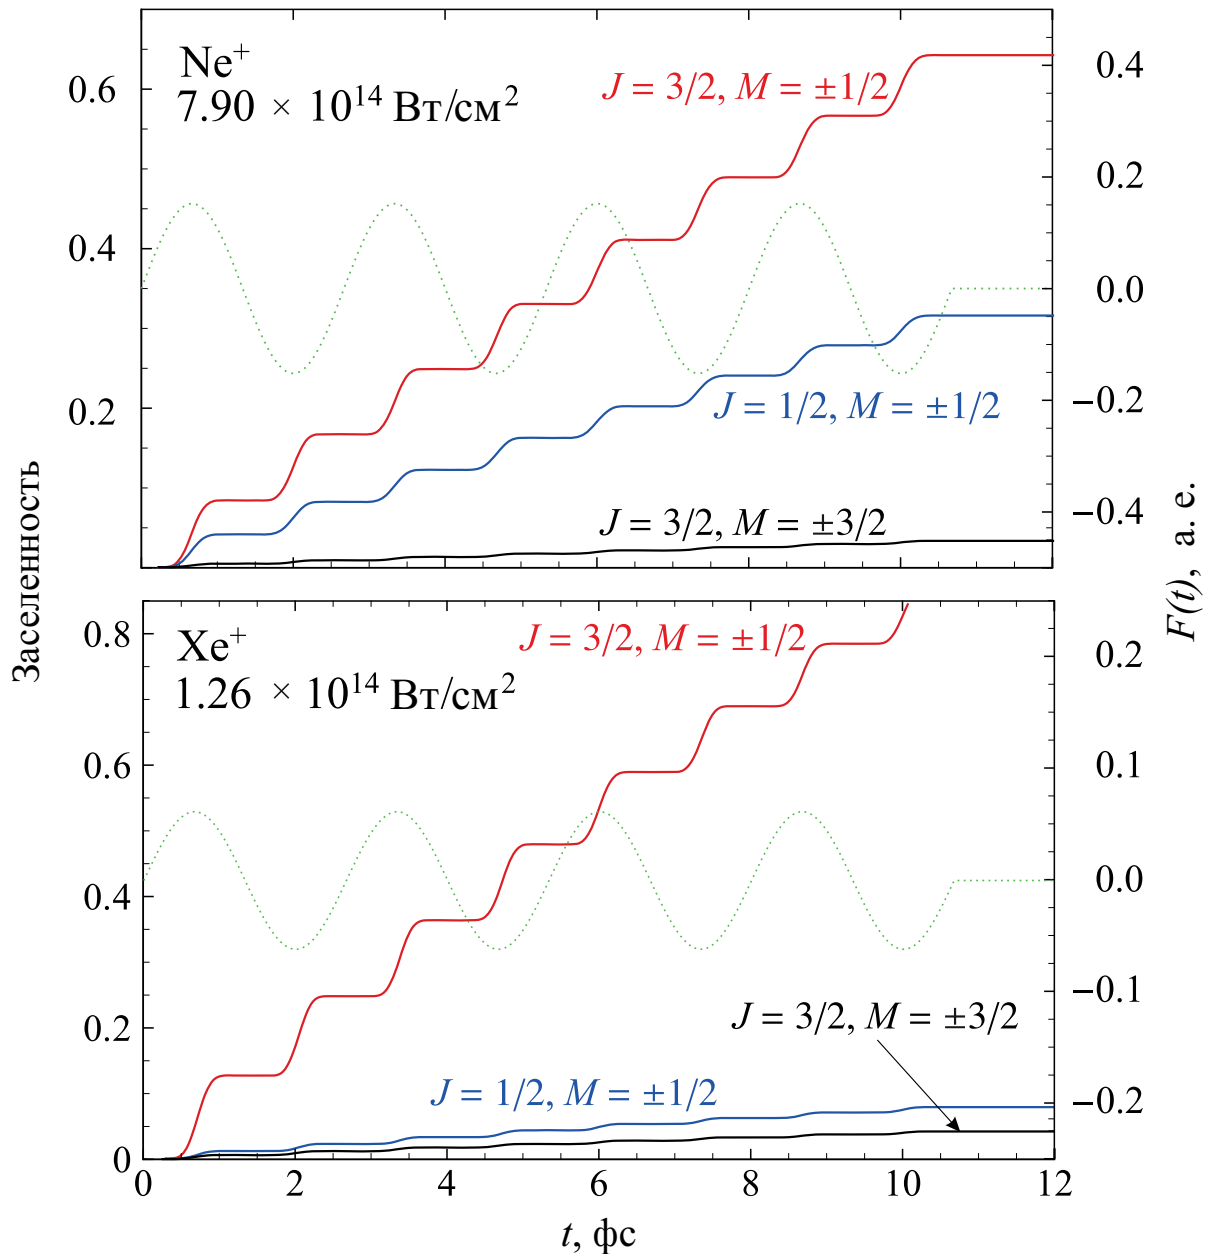 Ne⁺
7.90 × 10¹⁴ Вт/см²
J = 3/2, M = ±1/2
J = 1/2, M = ±1/2
J = 3/2, M = ±3/2
0.6
0.4
0.2
0.4
0.2
0.0
−0.2
−0.4
Заселенность
F(t), а. е.
Xe⁺
1.26 × 10¹⁴ Вт/см²
J = 3/2, M = ±1/2
J = 3/2, M = ±3/2
J = 1/2, M = ±1/2
0.8
0.6
0.4
0.2
0
0.2
0.1
0.0
−0.1
−0.2
0 2 4 6 8 10 12
t, фс